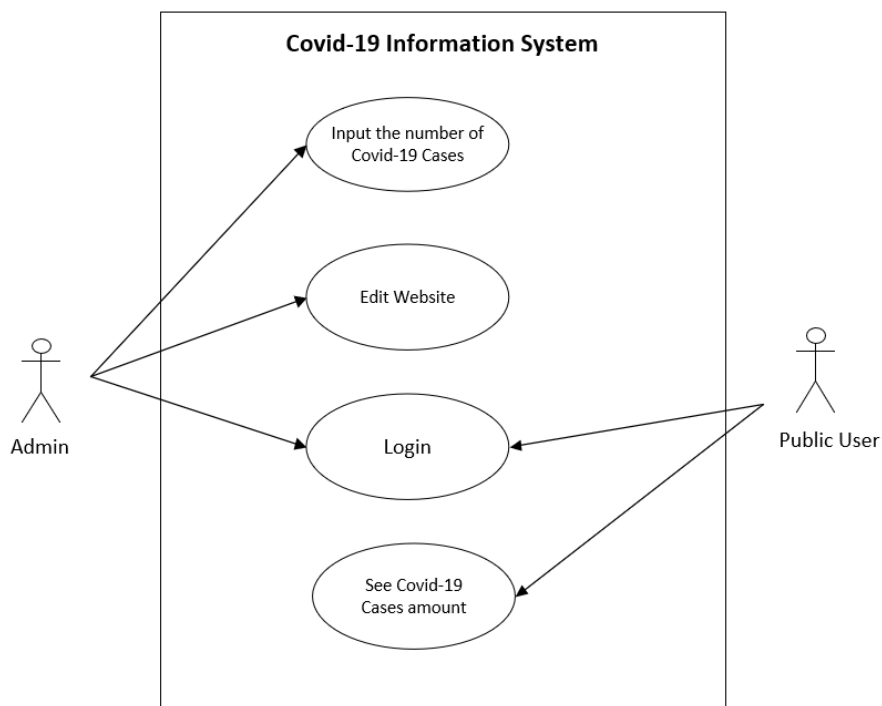 Covid-19 Information System
Input the number of
Covid-19 Cases
Edit Website
Admin
Login
Public User
See Covid-19
Cases amount